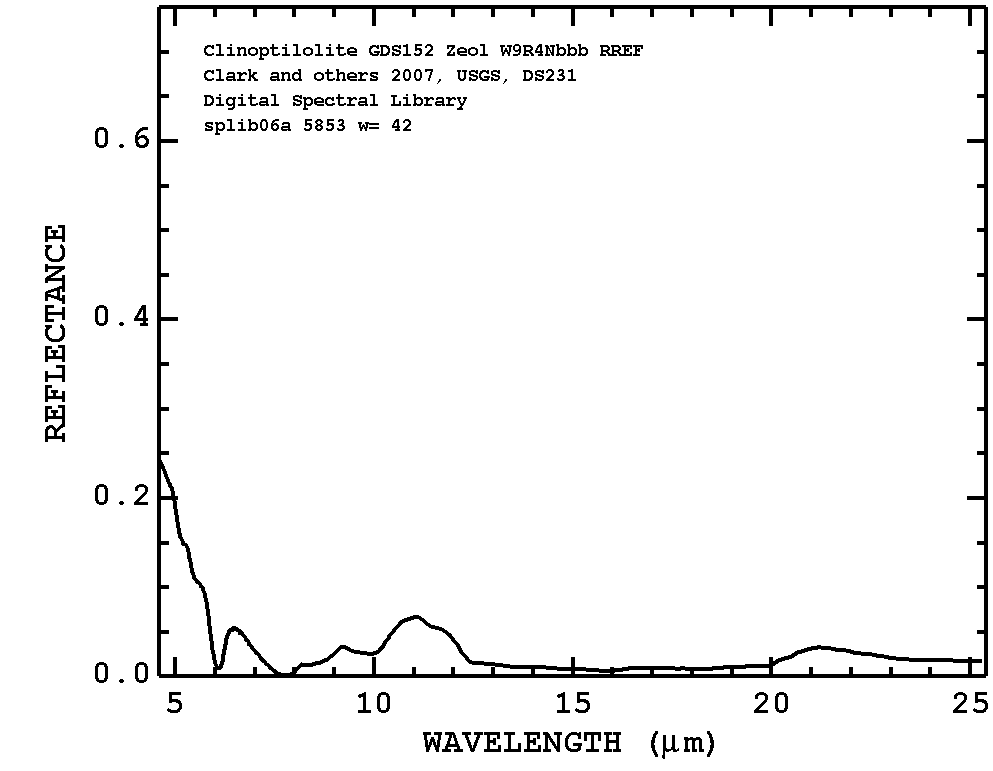 Clinoptilolite GDS152 Zeol W9R4Nbbb RREF
Clark and others 2007, USGS, DS231
Digital Spectral Library
splib06a 5853 w= 42
0.6
0.4
0.2
0.0
REFLECTANCE
5 10 15 20 25
WAVELENGTH (μm)